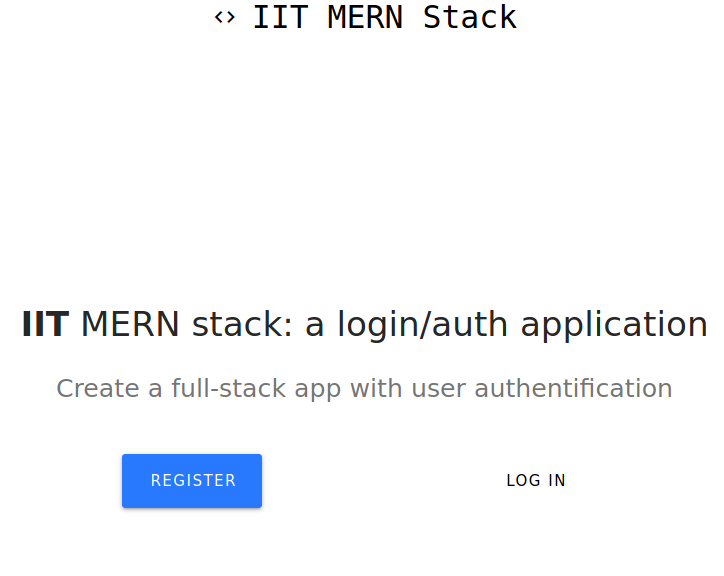 <> IIT MERN Stack
IIT MERN stack: a login/auth application
Create a full-stack app with user authentification
REGISTER
LOG IN